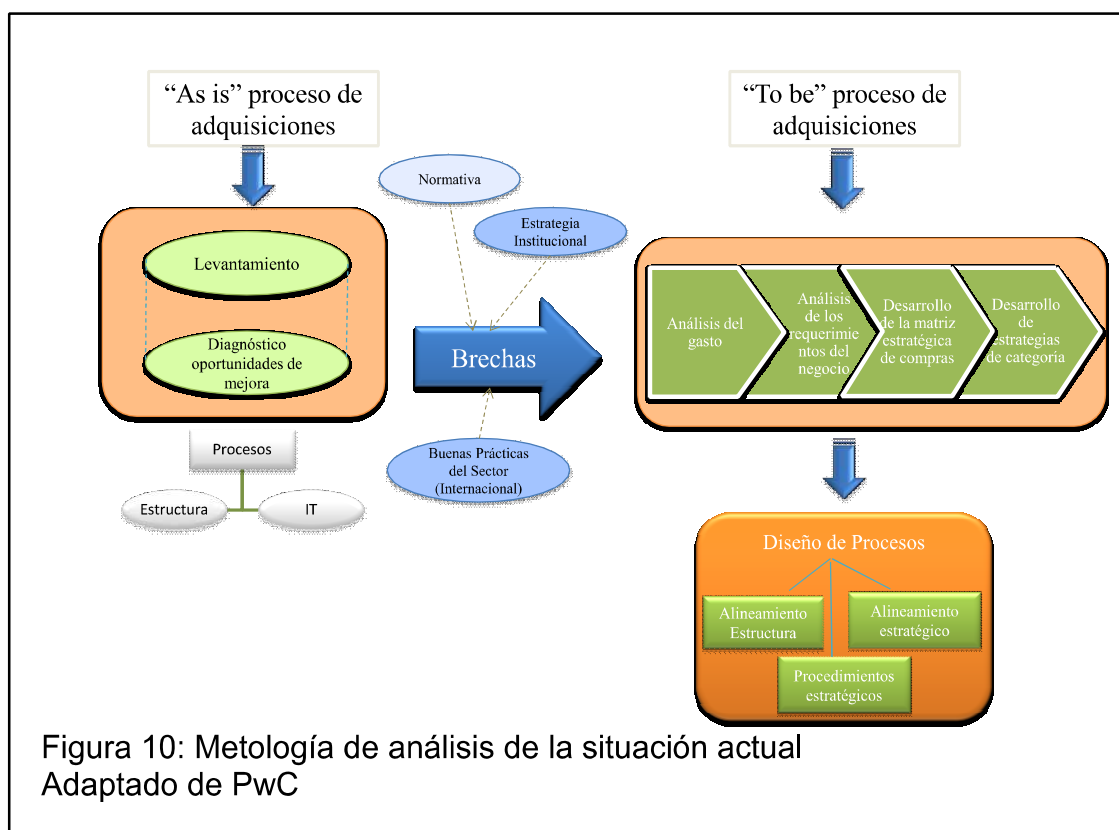 “As is” proceso de
adquisiciones
“To be” proceso de
adquisiciones
Normativa
Estrategia
Institucional
Levantamiento
Diagnóstico
oportunidades de
mejora
Brechas
Buenas Prácticas
del Sector
(Internacional)
Procesos
Estructura
IT
Análisis del
gasto
Análisis
de los
requerimie
ntos del
negocio
Desarrollo
de la matriz
estratégica
de compras
Desarrollo
de
estrategias
de categoría
Diseño de Procesos
Alineamiento
Estructura
Alineamiento
estratégico
Procedimientos
estratégicos
Figura 10: Metología de análisis de la situación actual
Adaptado de PwC